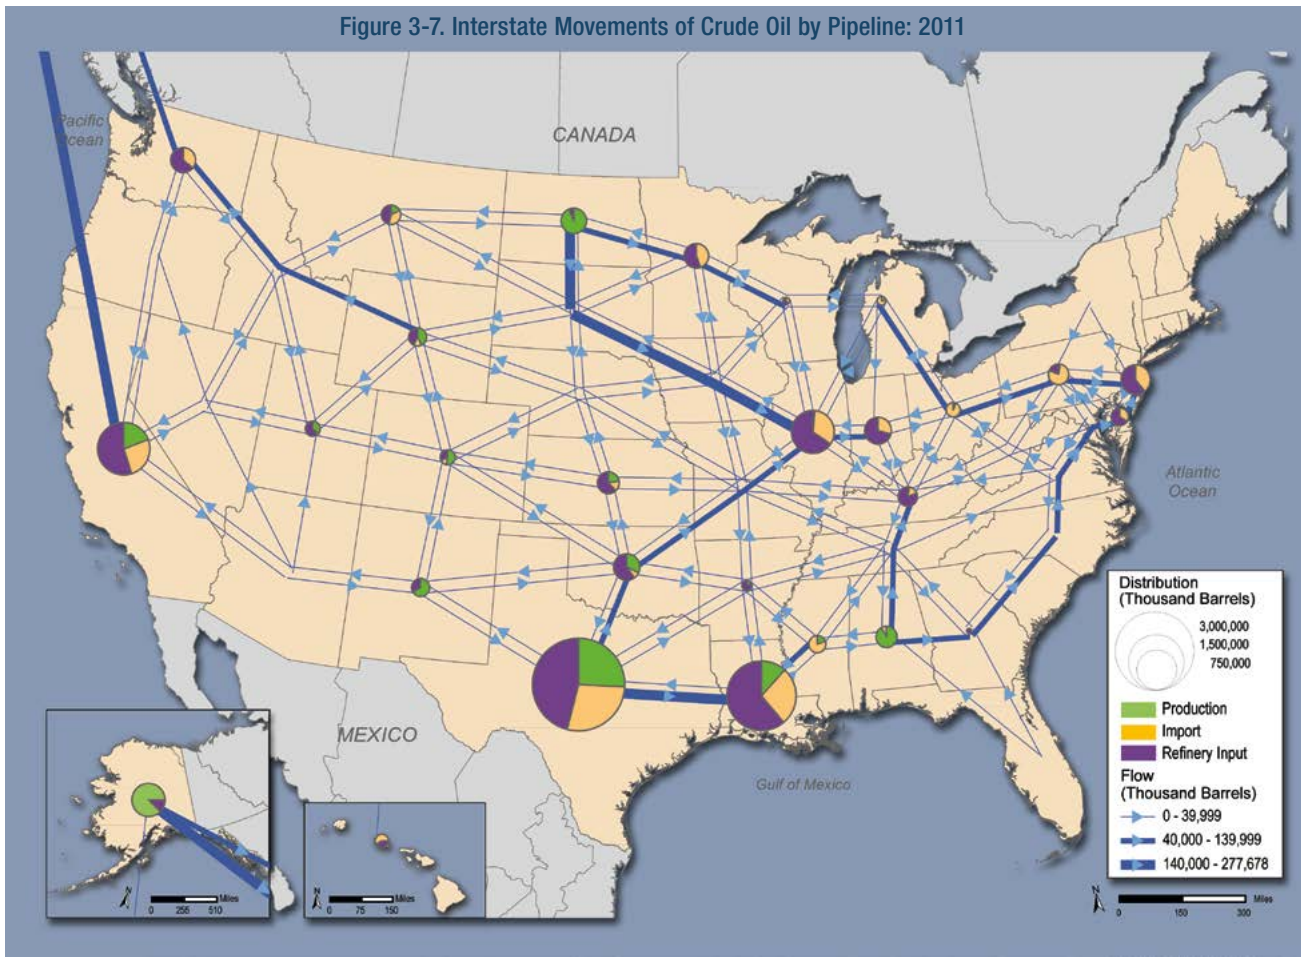 Figure 3-7. Interstate Movements of Crude Oil by Pipeline: 2011
Pacific
Ocean
CANADA
Atlantic
Ocean
MEXICO
Gulf of Mexico
Distribution
(Thousand Barrels)
3,000,000
1,500,000
750,000
Production
Import
Refinery Input
Flow
(Thousand Barrels)
0 - 39,999
40,000 - 139,999
140,000 - 277,678
N
Miles
0 255 510
N
Miles
0 75 150
N
Miles
0 150 300